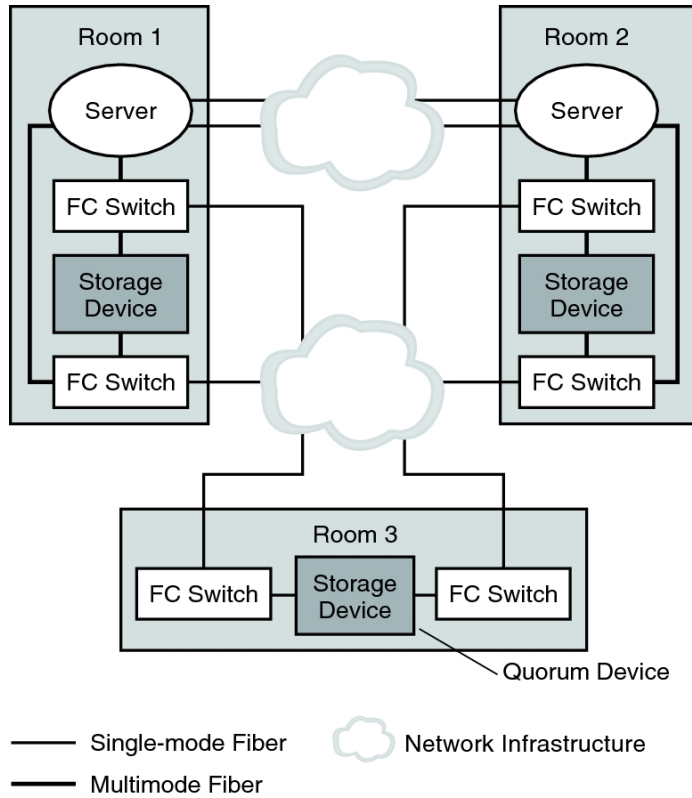 Room 1
Room 2
Server
Server
FC Switch
FC Switch
Storage
Device
Storage
Device
FC Switch
FC Switch
Room 3
FC Switch
Storage
Device
FC Switch
Quorum Device
Single-mode Fiber
Network Infrastructure
Multimode Fiber